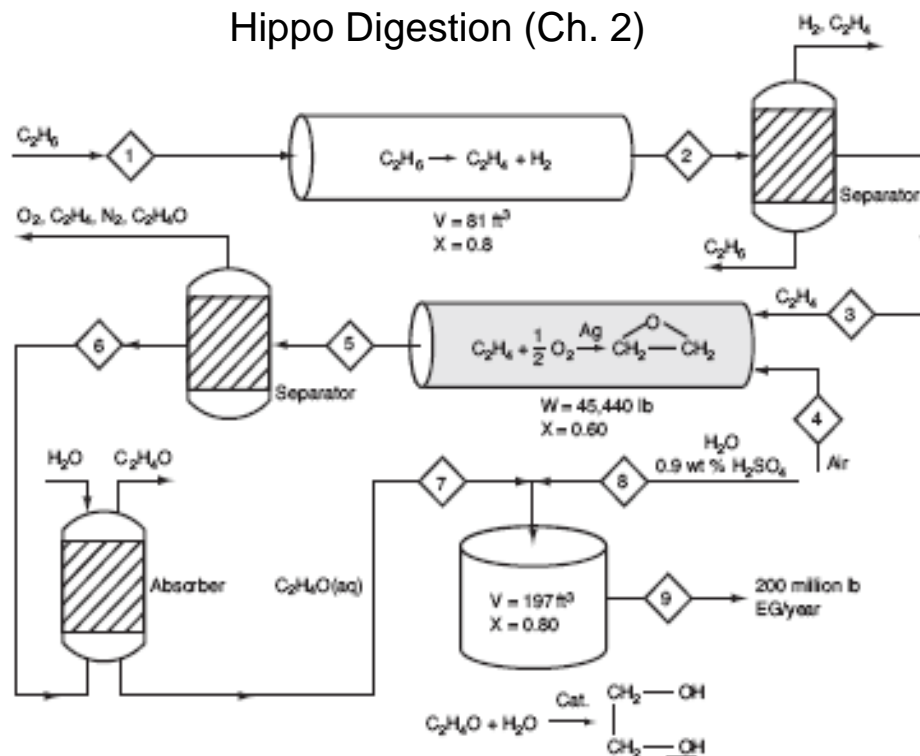 Hippo Digestion (Ch. 2)
H₂, C₂H₄
C₂H₆
1
C₂H₆ → C₂H₄ + H₂
2
Separator
V = 81 ft³
X = 0.8
C₂H₆
O₂, C₂H₄, N₂, C₂H₄O
C₂H₄
3
6
5
C₂H₄ + 1/2 O₂ Ag → O CH₂ — CH₂
Separator
W = 45,440 lb
X = 0.60
4
Air
H₂O
0.9 wt % H₂SO₄
H₂O
C₂H₄O
7
8
Absorber
C₂H₄O(aq)
V = 197 ft³
X = 0.80
9
200 million lb
EG/year
C₂H₄O + H₂O Cat. →
CH₂ — OH
CH₂ — OH